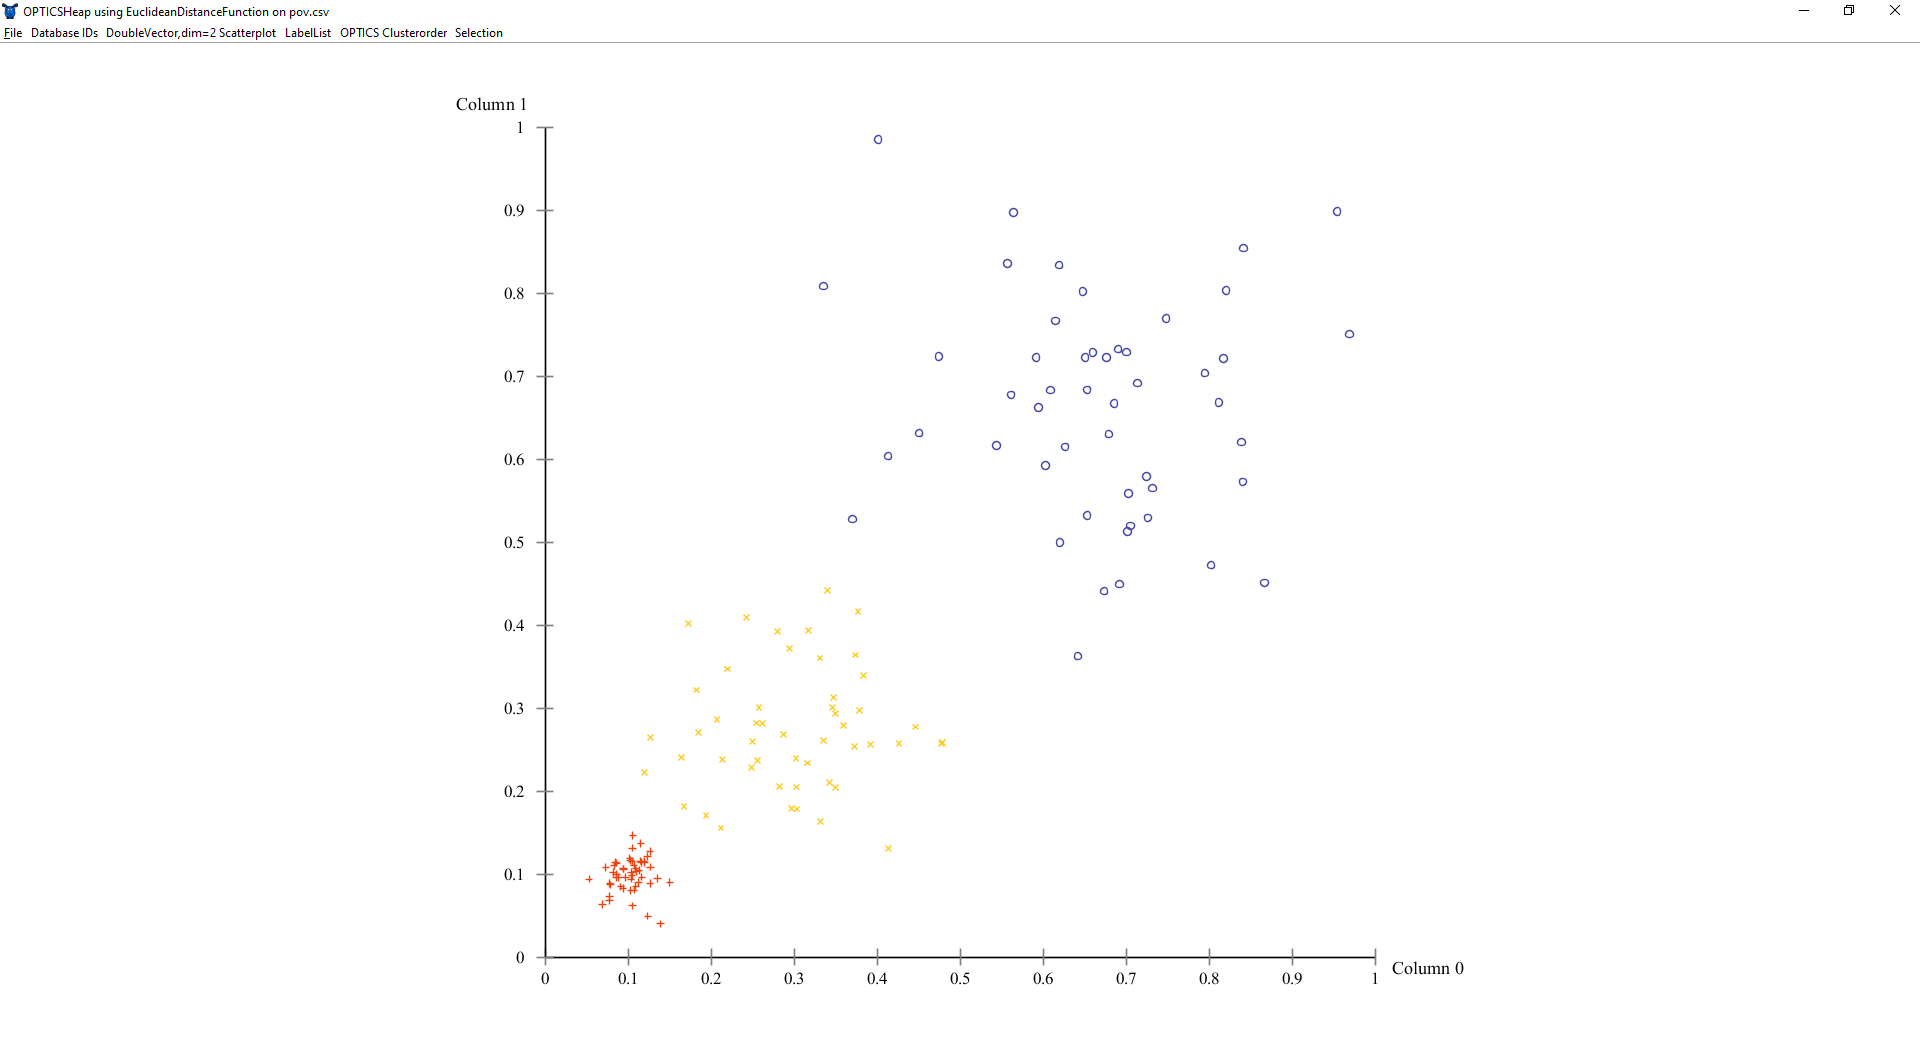 OPTICSHeap using EuclideanDistanceFunction on pov.csv
File Database IDs DoubleVector,dim=2 Scatterplot LabelList OPTICS Clusterorder Selection
Column 1
1
0.9
0.8
0.7
0.6
0.5
0.4
0.3
0.2
0.1
0
0 0.1 0.2 0.3 0.4 0.5 0.6 0.7 0.8 0.9 1
Column 0